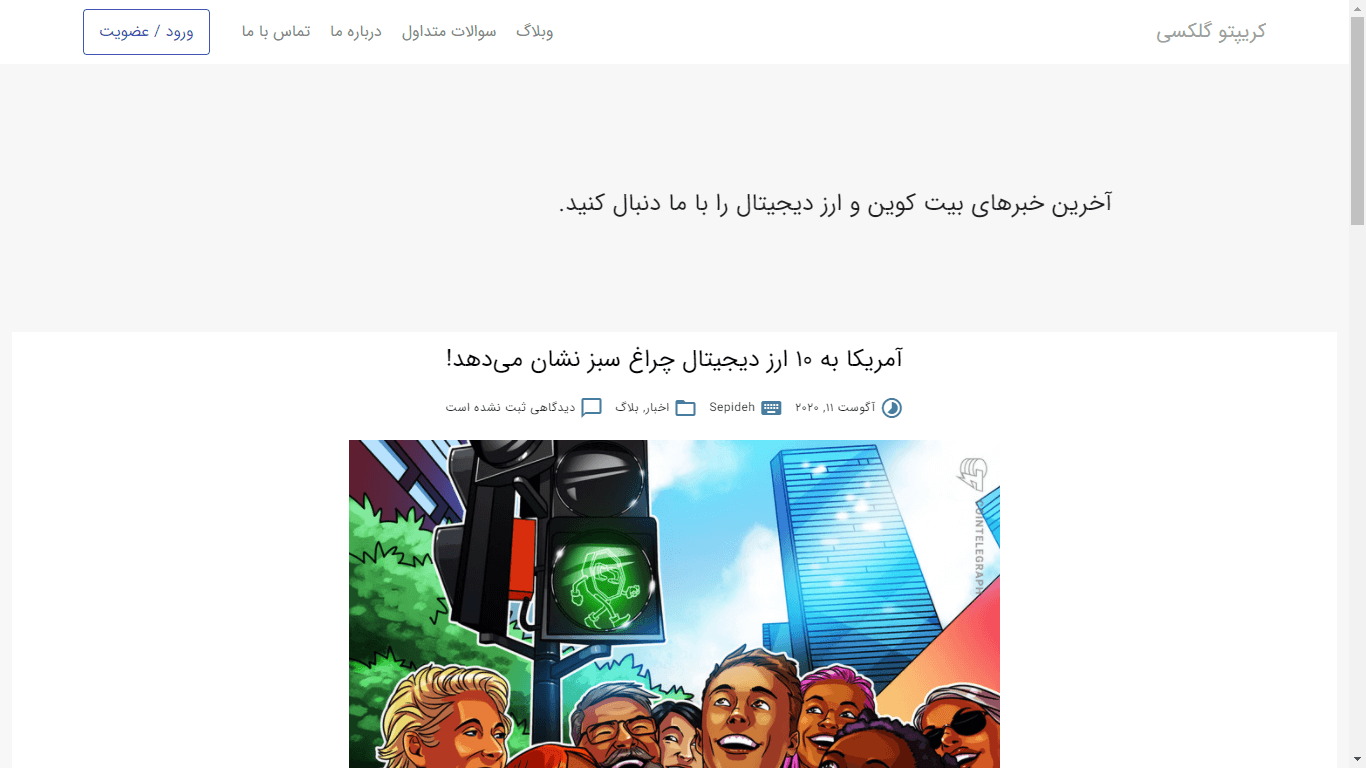 کریپتو گلکسی
وبلاگ
سوالات متداول
درباره ما
تماس با ما
ورود / عضویت
آخرین خبرهای بیت کوین و ارز دیجیتال را با ما دنبال کنید.
آمریکا به ۱۰ ارز دیجیتال چراغ سبز نشان می‌دهد!
آگوست ۱۱, ۲۰۲۰ Sepideh اخبار, بلاگ دیدگاهی ثبت نشده است
COINTELEGRAPH